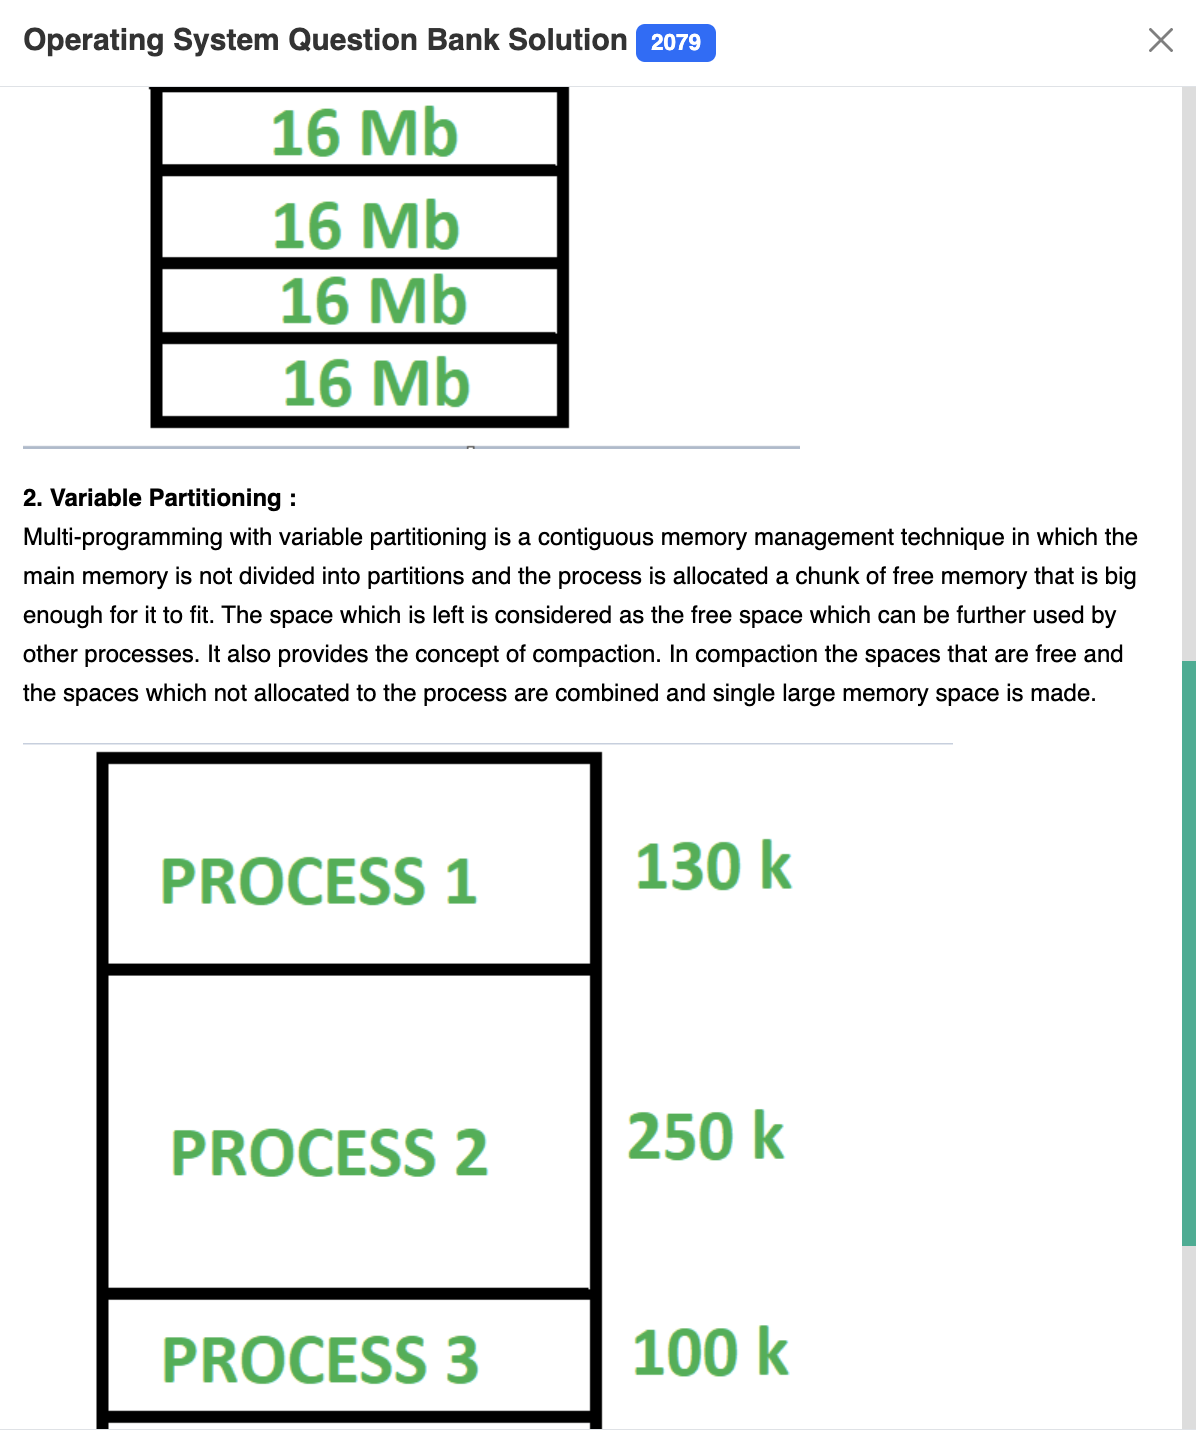 Operating System Question Bank Solution 2079
16 Mb
16 Mb
16 Mb
16 Mb
2. Variable Partitioning :
Multi-programming with variable partitioning is a contiguous memory management technique in which the
main memory is not divided into partitions and the process is allocated a chunk of free memory that is big
enough for it to fit. The space which is left is considered as the free space which can be further used by
other processes. It also provides the concept of compaction. In compaction the spaces that are free and
the spaces which not allocated to the process are combined and single large memory space is made.
PROCESS 1 130 k
PROCESS 2 250 k
PROCESS 3 100 k